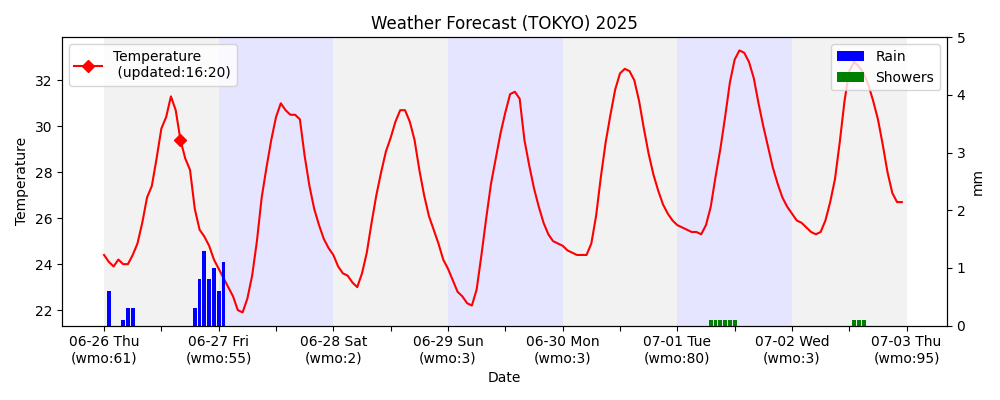 Weather Forecast (TOKYO) 2025
Temperature
(updated:16:20)
Rain
Showers
Temperature
32
30
28
26
24
22
5
4
3
2
1
0
mm
06-26 Thu
(wmo:61)
06-27 Fri
(wmo:55)
06-28 Sat
(wmo:2)
06-29 Sun
(wmo:3)
06-30 Mon
(wmo:3)
07-01 Tue
(wmo:80)
07-02 Wed
(wmo:3)
07-03 Thu
(wmo:95)
Date